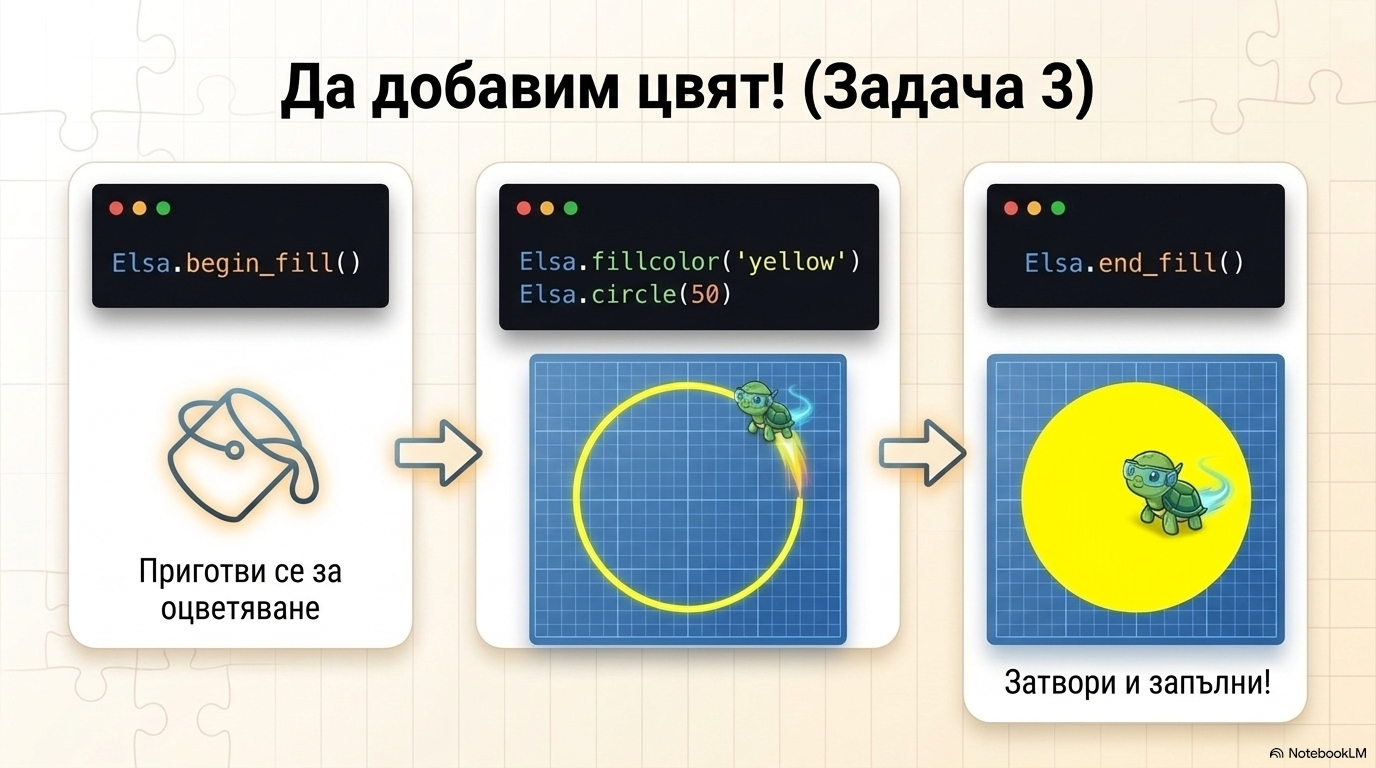 Да добавим цвят! (Задача 3)
Elsa.begin_fill()
Приготви се за
оцветяване
Elsa.fillcolor('yellow')
Elsa.circle(50)
Elsa.end_fill()
Затвори и запълни!
NotebookLM